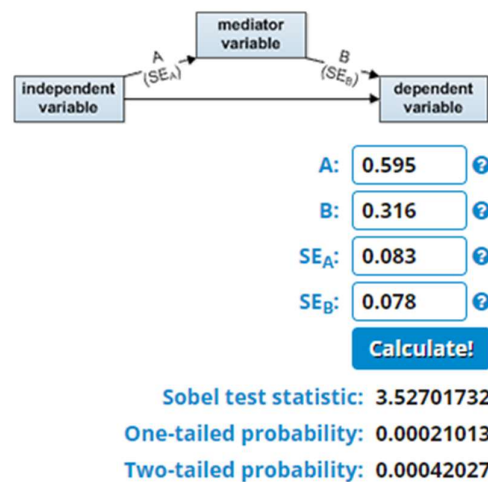 mediator
variable
A
(SEA)
B
(SEB)
independent
variable
dependent
variable
A: 0.595 ?
B: 0.316 ?
SEA: 0.083 ?
SEB: 0.078 ?
Calculate!
Sobel test statistic: 3.52701732
One-tailed probability: 0.00021013
Two-tailed probability: 0.00042027